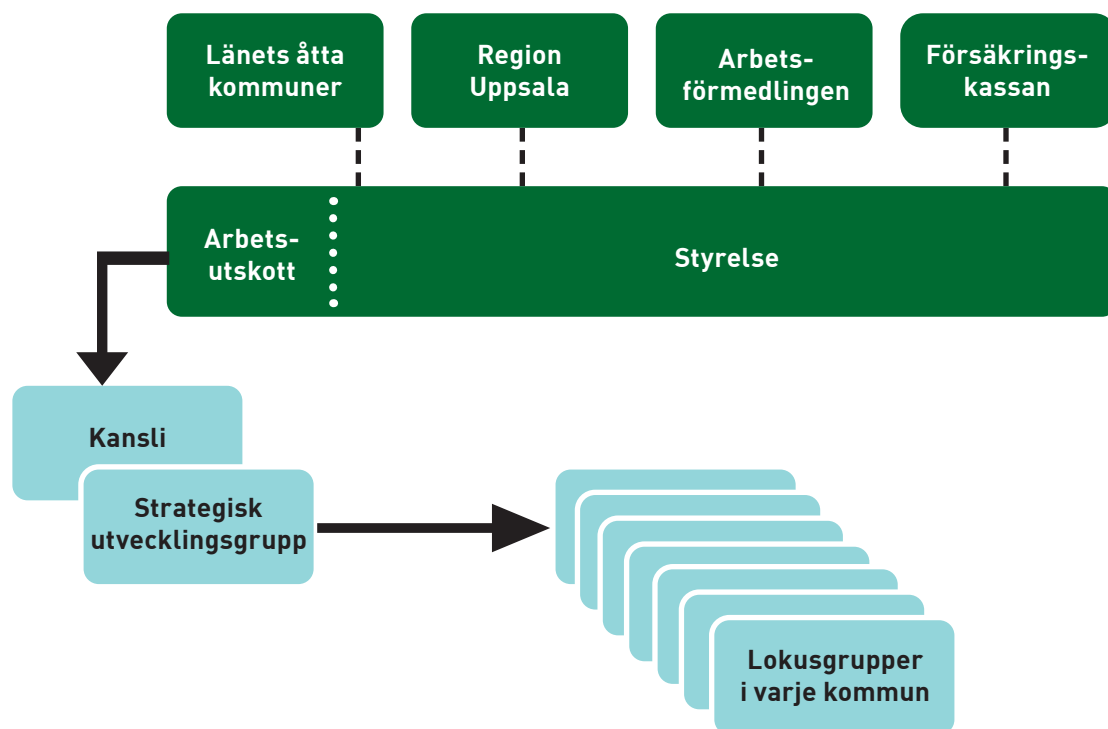 Länets åtta
kommuner
Region
Uppsala
Arbets-
förmedlingen
Försäkrings-
kassan
Arbets-
utskott
Styrelse
Kansli
Strategisk
utvecklingsgrupp
Lokusgrupper
i varje kommun